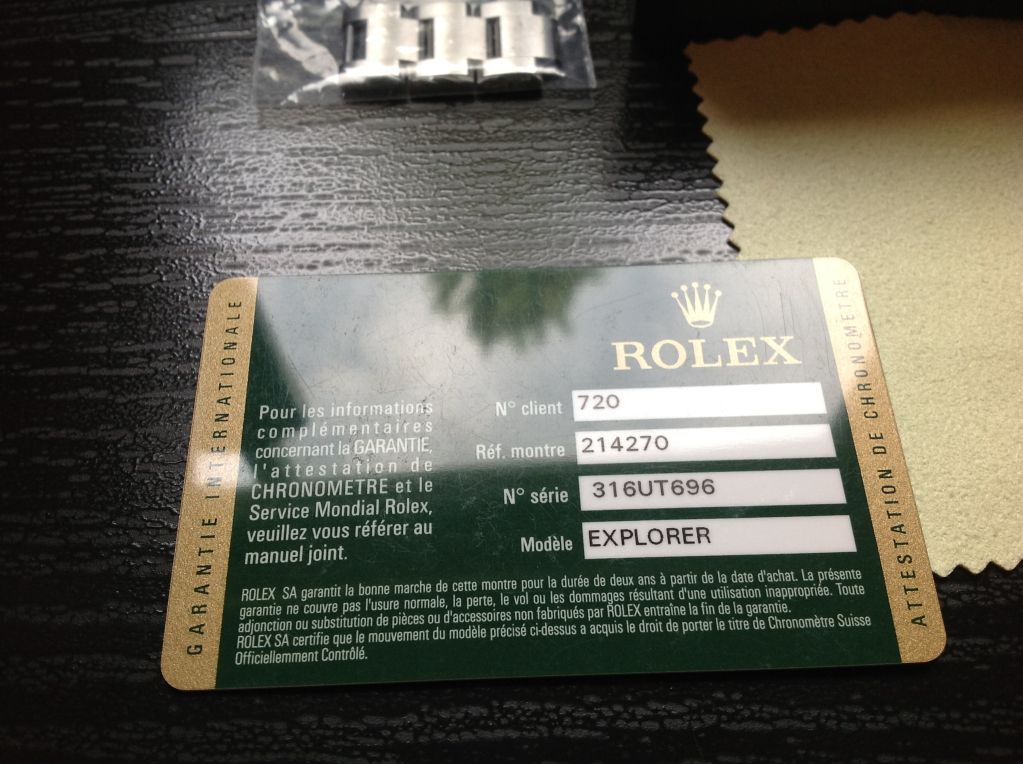 GARANTIE INTERNATIONALE
ROLEX
N° client 720
Réf. montre 214270
N° série 316UT696
Modèle EXPLORER
Pour les informations
complémentaires
concernant la GARANTIE,
l'attestation de
CHRONOMETRE et le
Service Mondial Rolex,
veuillez vous référer au
manuel joint.
ROLEX SA garantit la bonne marche de cette montre pour la durée de deux ans à partir de la date d'achat. La présente
garantie ne couvre pas l'usure normale, la perte, le vol ou les dommages résultant d'une utilisation inappropriée. Toute
adjonction ou substitution de pièces ou d'accessoires non fabriqués par ROLEX entraîne la fin de la garantie.
ROLEX SA certifie que le mouvement du modèle précisé ci-dessus a acquis le droit de porter le titre de Chronomètre Suisse
Officiellement Contrôlé.
ATTESTATION DE CHRONOMETRE